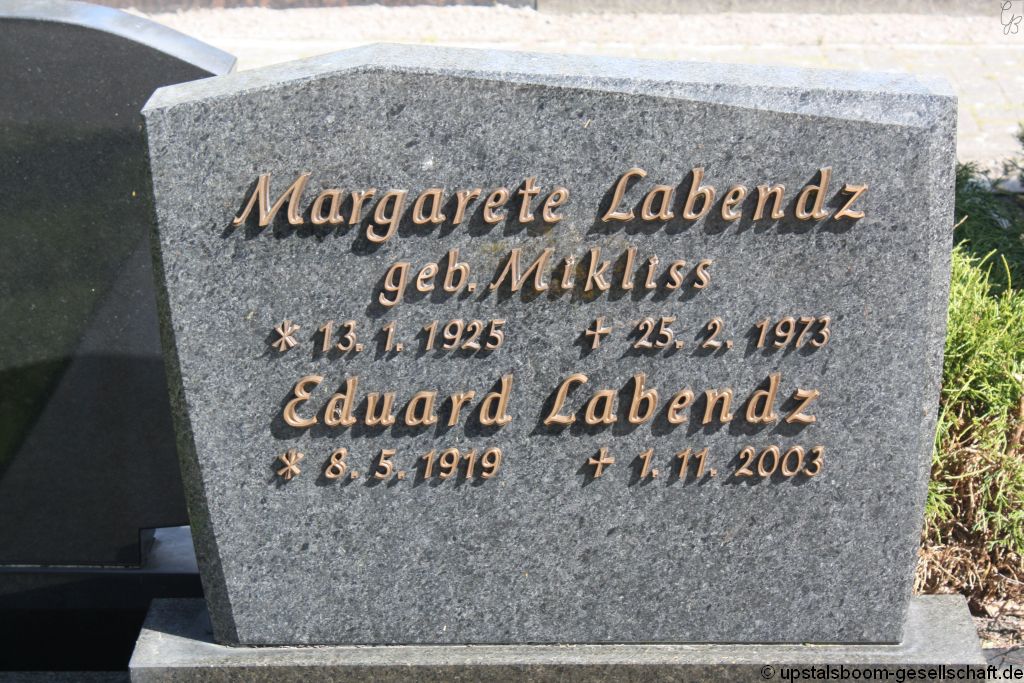 Margarete Labendz
geb. Mikliss
* 13. 1. 1925 + 25. 2. 1973
Eduard Labendz
* 8. 5. 1919 + 1. 11. 2003
© upstalsboom-gesellschaft.de